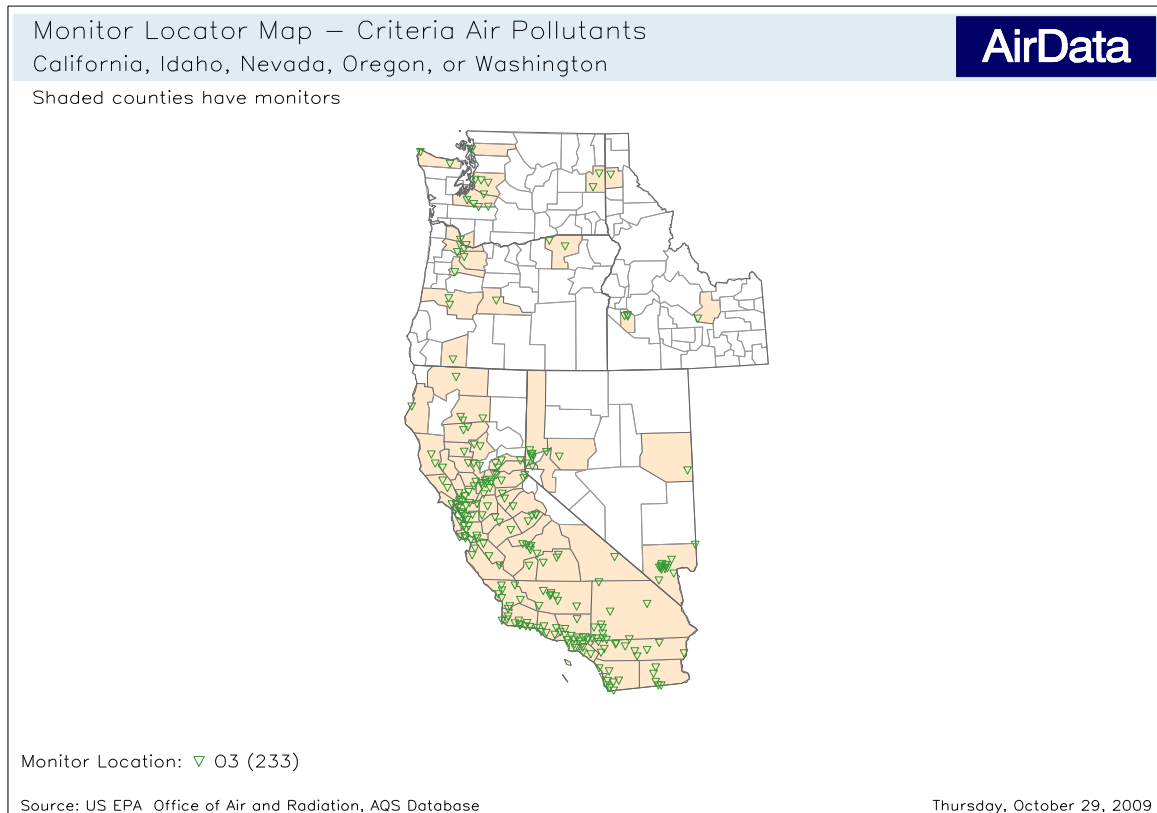 Monitor Locator Map – Criteria Air Pollutants
AirData
California, Idaho, Nevada, Oregon, or Washington
Shaded counties have monitors
Monitor Location: ▽ O3 (233)
Source: US EPA Office of Air and Radiation, AQS Database
Thursday, October 29, 2009